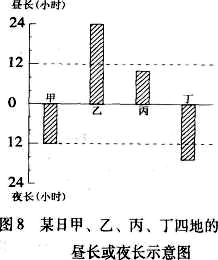 昼长(小时)
24
12
0
12
24
夜长(小时)
甲
乙
丙
丁
图8 某日甲、乙、丙、丁四地的
昼长或夜长示意图